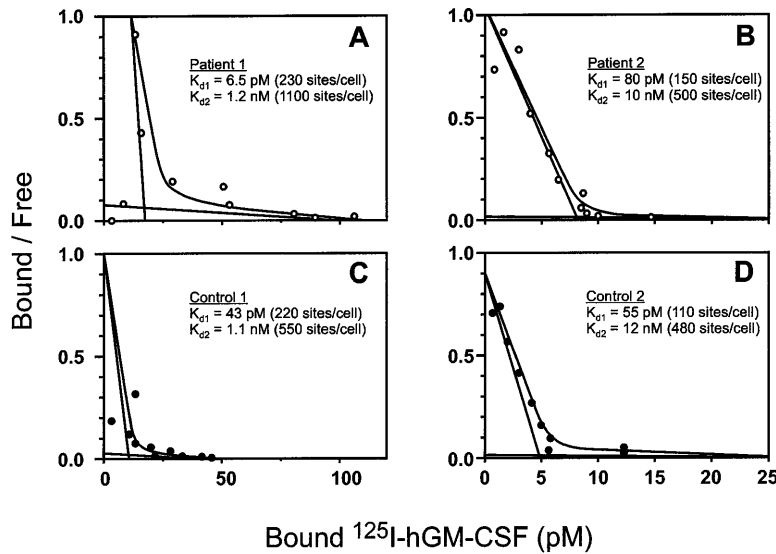 1.0
A
Patient 1
Kd1 = 6.5 pM (230 sites/cell)
Kd2 = 1.2 nM (1100 sites/cell)
0.5
0.0
1.0
B
Patient 2
Kd1 = 80 pM (150 sites/cell)
Kd2 = 10 nM (500 sites/cell)
0.5
0.0
Bound / Free
1.0
C
Control 1
Kd1 = 43 pM (220 sites/cell)
Kd2 = 1.1 nM (550 sites/cell)
0.5
0.0
0 50 100
1.0
D
Control 2
Kd1 = 55 pM (110 sites/cell)
Kd2 = 12 nM (480 sites/cell)
0.5
0.0
0 5 10 15 20 25
Bound 125I-hGM-CSF (pM)